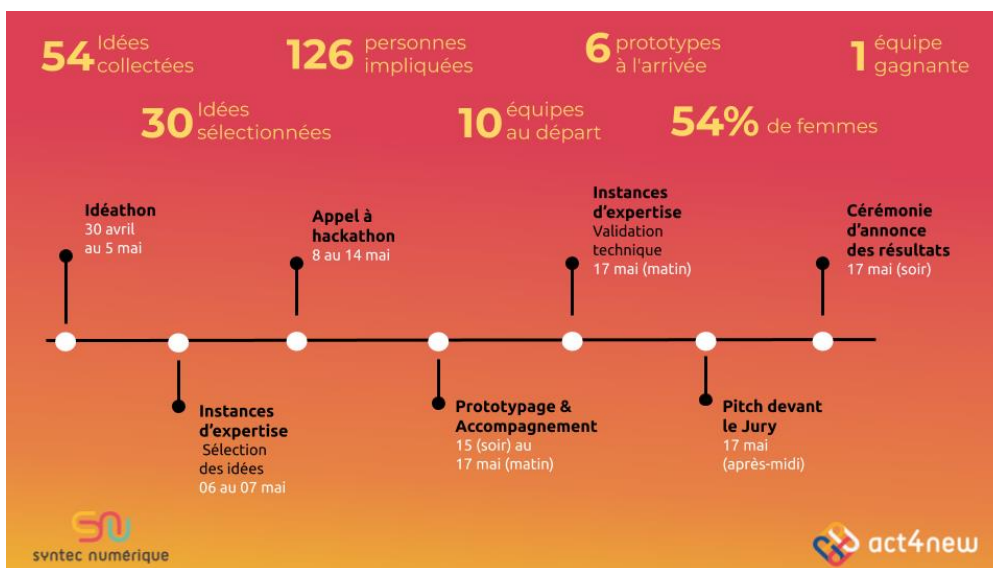 54 Idées
collectées
126 personnes
impliquées
6 prototypes
à l'arrivée
1 équipe
gagnante
30 Idées
sélectionnées
10 équipes
au départ
54% de femmes
Idéathon
30 avril
au 5 mai
Appel à
hackathon
8 au 14 mai
Instances
d'expertise
Validation
technique
17 mai (matin)
Cérémonie
d'annonce
des résultats
17 mai (soir)
Instances
d'expertise
Sélection
des idées
06 au 07 mai
Prototypage &
Accompagnement
15 (soir) au
17 mai (matin)
Pitch devant
le Jury
17 mai
(après-midi)
syntec numérique
act4new